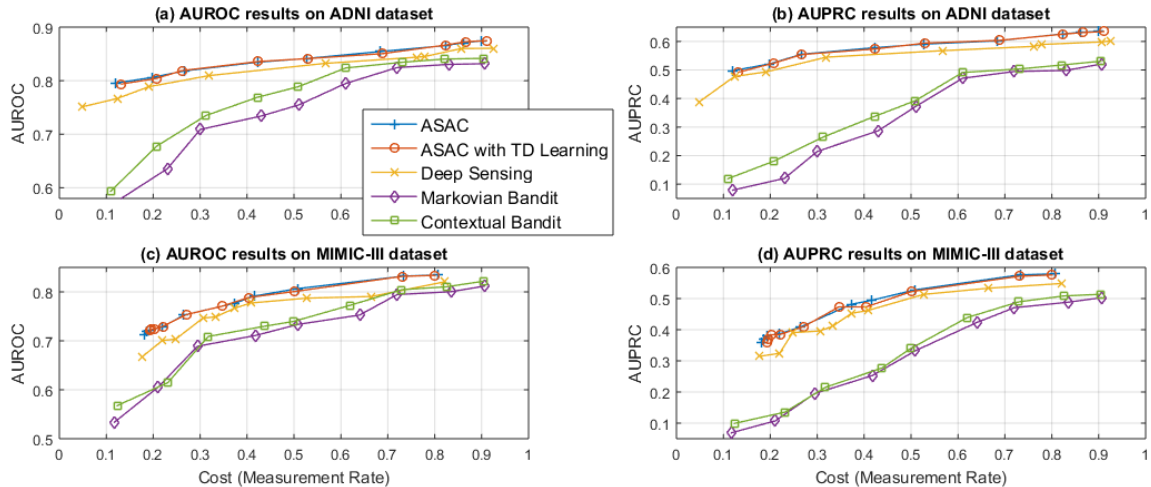 (a) AUROC results on ADNI dataset
0.9
0.8
0.7
0.6
AUROC
0 0.1 0.2 0.3 0.4 0.5 0.6
ASAC
ASAC with TD Learning
Deep Sensing
Markovian Bandit
Contextual Bandit
(b) AUPRC results on ADNI dataset
0.6
0.5
0.4
0.3
0.2
0.1
AUPRC
0 0.1 0.2 0.3 0.4 0.5 0.6 0.7 0.8 0.9 1
(c) AUROC results on MIMIC-III dataset
0.8
0.7
0.6
0.5
AUROC
0 0.1 0.2 0.3 0.4 0.5 0.6 0.7 0.8 0.9 1
Cost (Measurement Rate)
(d) AUPRC results on MIMIC-III dataset
0.6
0.5
0.4
0.3
0.2
0.1
AUPRC
0 0.1 0.2 0.3 0.4 0.5 0.6 0.7 0.8 0.9 1
Cost (Measurement Rate)